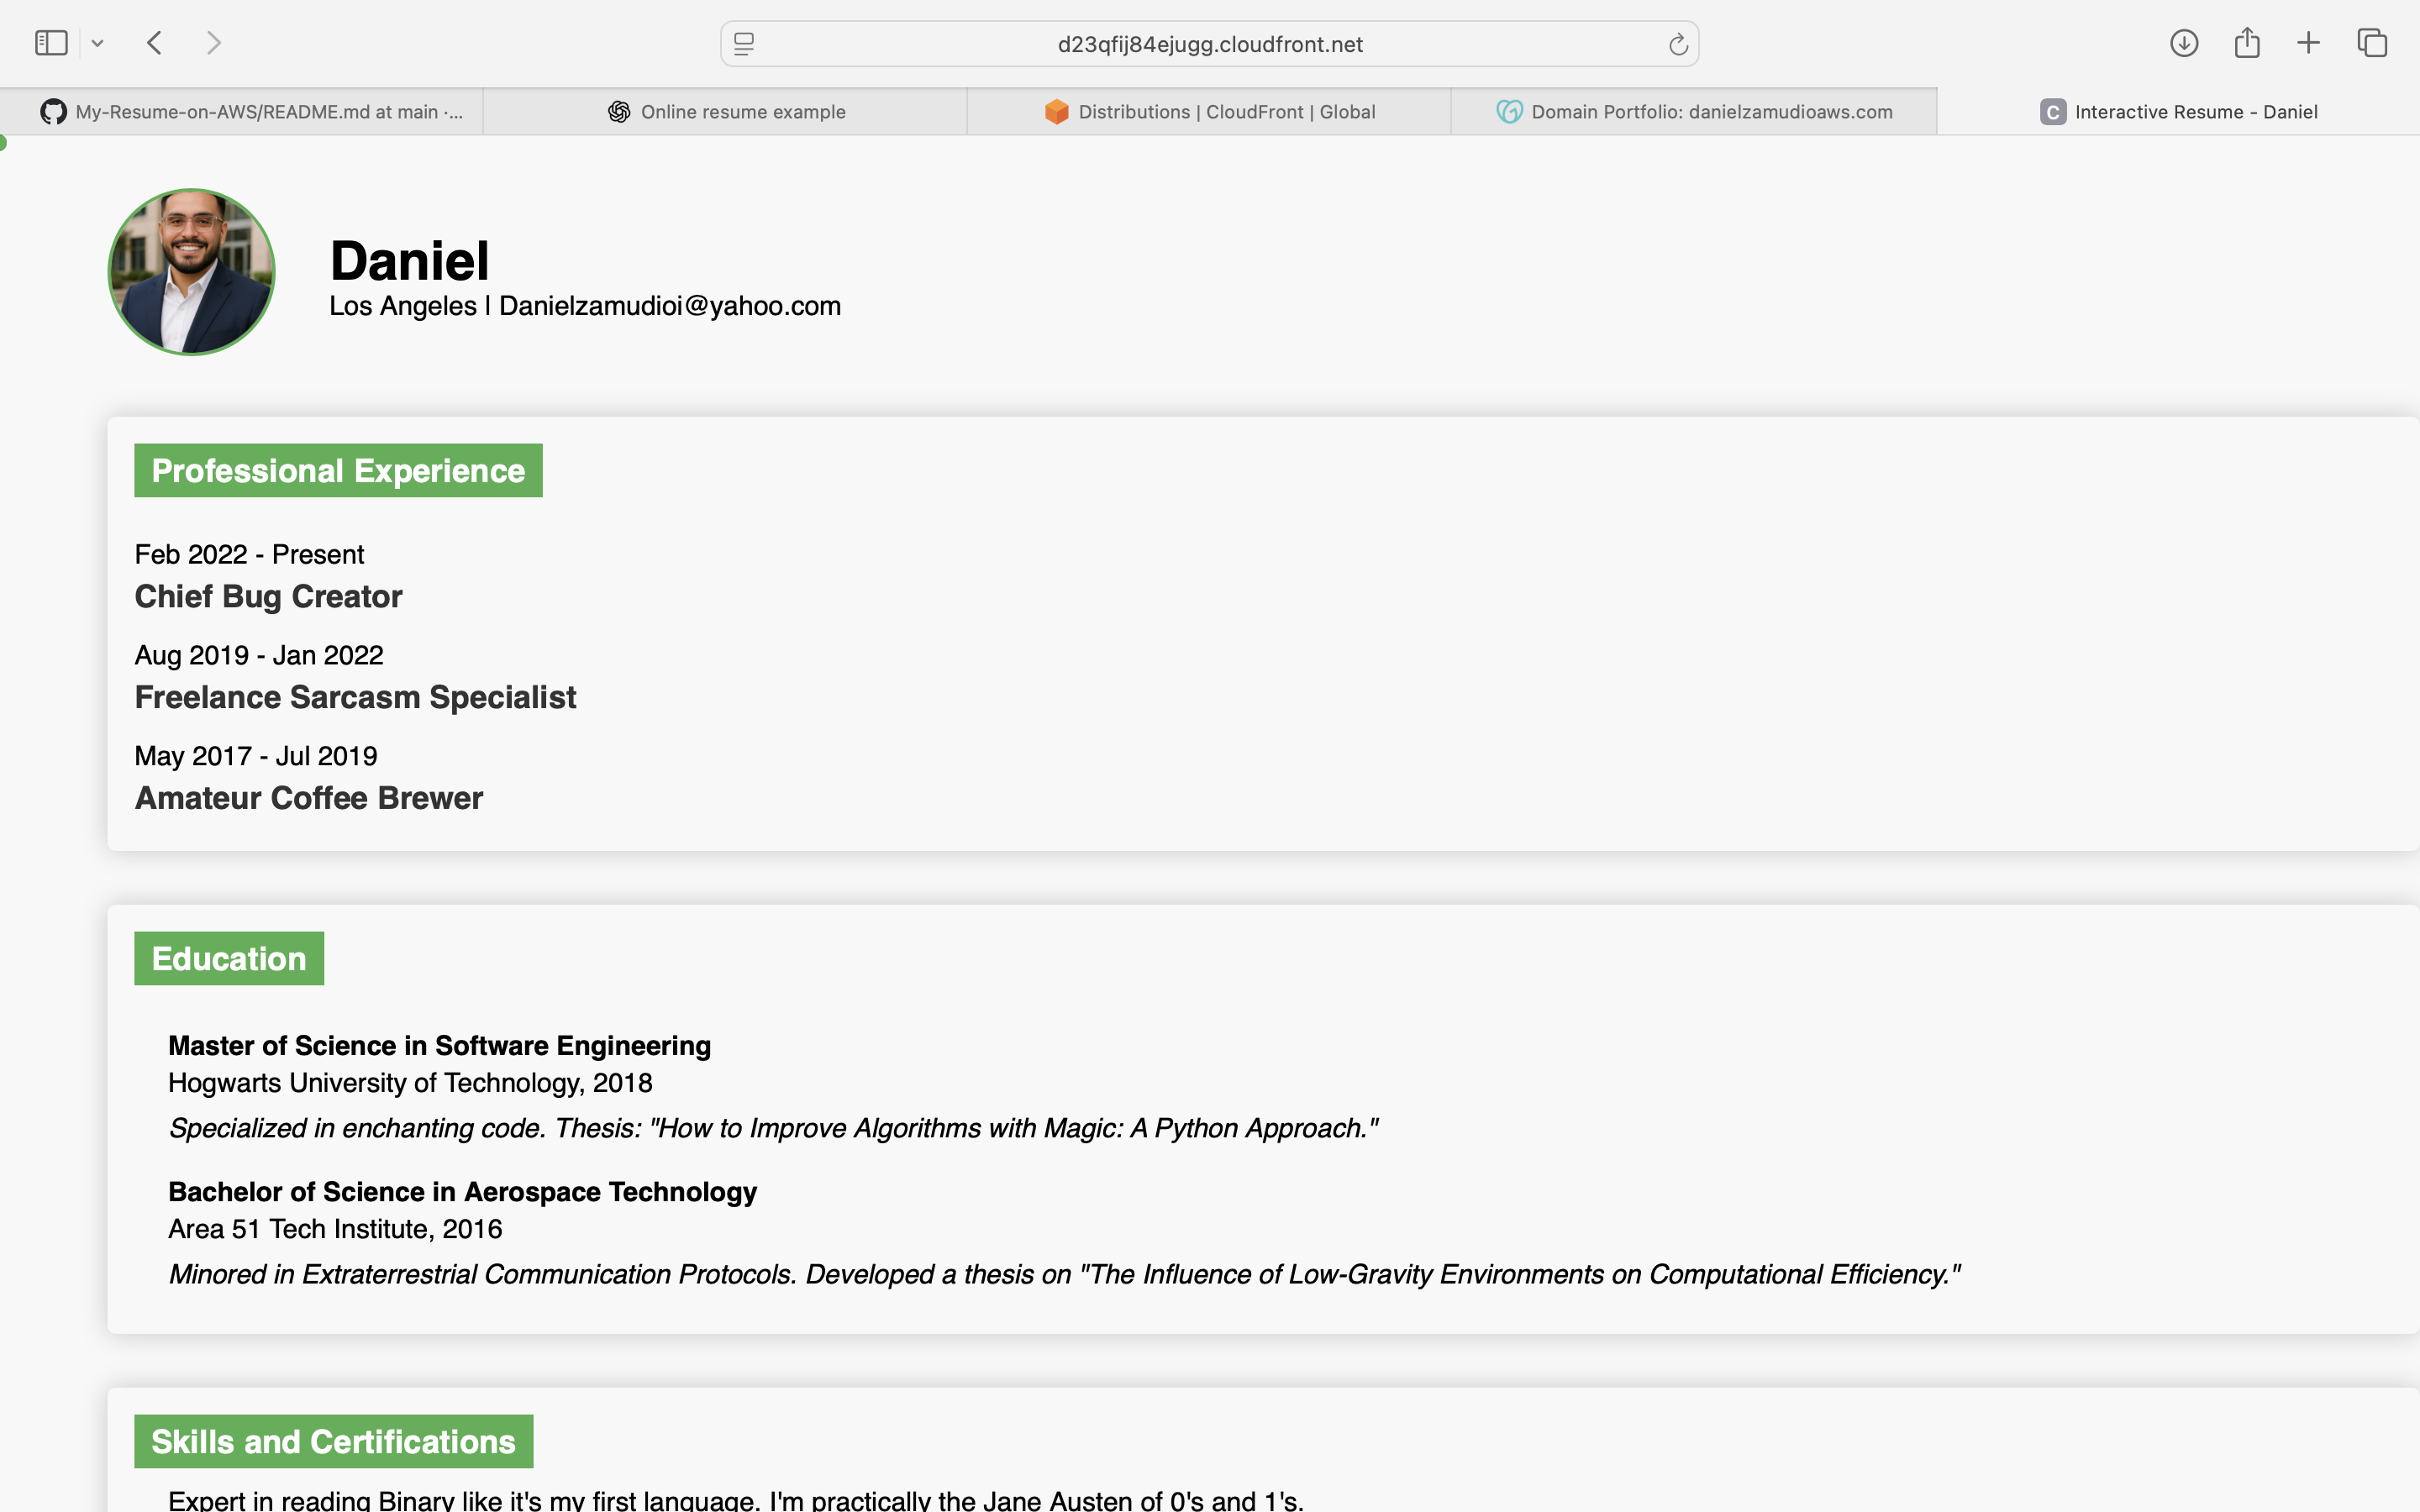 d23qfij84ejugg.cloudfront.net
My-Resume-on-AWS/README.md at main ·...
Online resume example
Distributions | CloudFront | Global
Domain Portfolio: danielzamudioaws.com
C Interactive Resume - Daniel
Daniel
Los Angeles | Danielzamudioi@yahoo.com
Professional Experience
Feb 2022 - Present
Chief Bug Creator
Aug 2019 - Jan 2022
Freelance Sarcasm Specialist
May 2017 - Jul 2019
Amateur Coffee Brewer
Education
Master of Science in Software Engineering
Hogwarts University of Technology, 2018
Specialized in enchanting code. Thesis: "How to Improve Algorithms with Magic: A Python Approach."
Bachelor of Science in Aerospace Technology
Area 51 Tech Institute, 2016
Minored in Extraterrestrial Communication Protocols. Developed a thesis on "The Influence of Low-Gravity Environments on Computational Efficiency."
Skills and Certifications
Expert in reading Binary like it's my first language. I'm practically the Jane Austen of 0's and 1's.